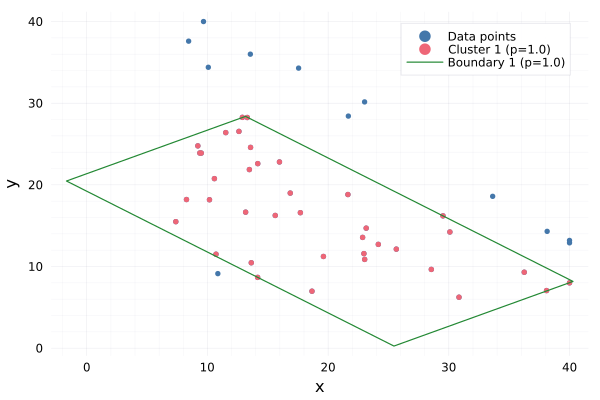 40
30
20
10
0
y
0 10 20 30 40
x
Data points
Cluster 1 (p=1.0)
Boundary 1 (p=1.0)